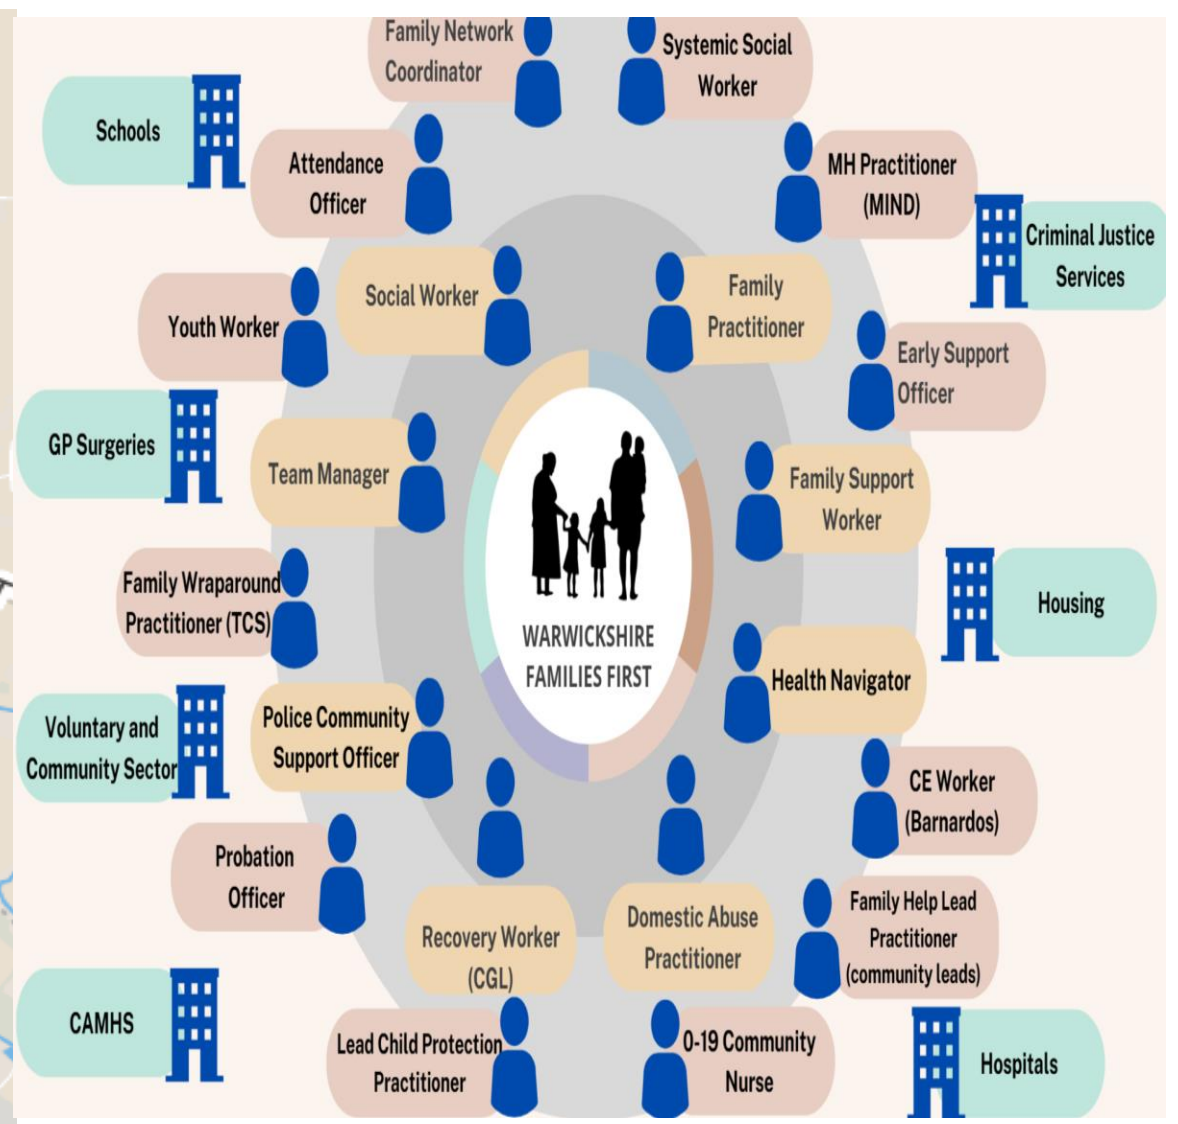 Family Network
Coordinator
Systemic Social
Worker
Schools
Attendance
Officer
MH Practitioner
(MIND)
Criminal Justice
Services
Social Worker
Family
Practitioner
Youth Worker
Early Support
Officer
GP Surgeries
Team Manager
Family Support
Worker
Family Wraparound
Practitioner (TCS)
Housing
WARWICKSHIRE
FAMILIES FIRST
Health Navigator
Voluntary and
Community Sector
Police Community
Support Officer
CE Worker
(Barnardos)
Probation
Officer
Recovery Worker
(CGL)
Domestic Abuse
Practitioner
Family Help Lead
Practitioner
(community leads)
CAMHS
Lead Child Protection
Practitioner
0-19 Community
Nurse
Hospitals